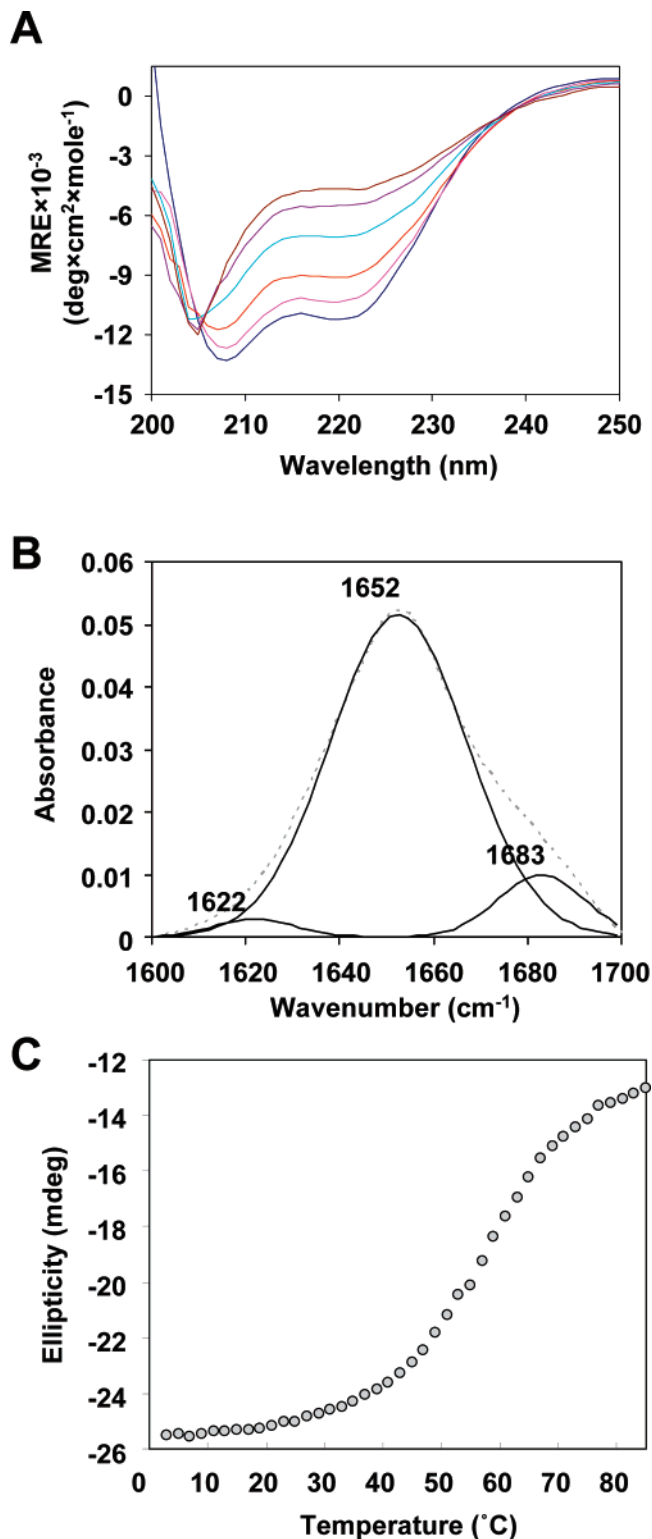 A
0
-3
-6
-9
-12
-15
MRE×10⁻³
(deg×cm²×mole⁻¹)
200 210 220 230 240 250
Wavelength (nm)
B
0.06
0.05
0.04
0.03
0.02
0.01
0
Absorbance
1652
1683
1622
1600 1620 1640 1660 1680 1700
Wavenumber (cm⁻¹)
C
-12
-14
-16
-18
-20
-22
-24
-26
Ellipticity (mdeg)
0 10 20 30 40 50 60 70 80
Temperature (˚C)